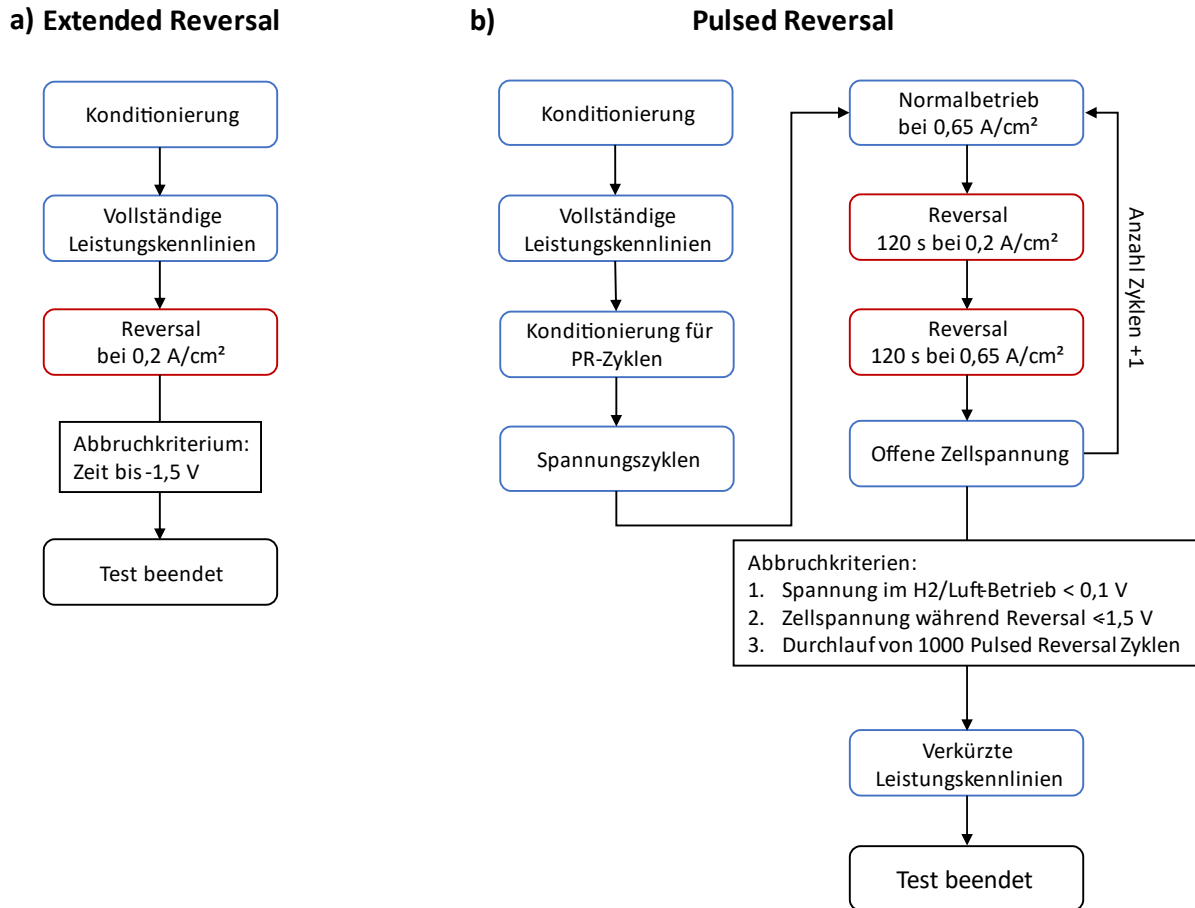 a) Extended Reversal
Konditionierung
Vollständige
Leistungskennlinien
Reversal
bei 0,2 A/cm²
Abbruchkriterium:
Zeit bis -1,5 V
Test beendet
b) Pulsed Reversal
Konditionierung
Vollständige
Leistungskennlinien
Konditionierung für
PR-Zyklen
Spannungszyklen
Normalbetrieb
bei 0,65 A/cm²
Reversal
120 s bei 0,2 A/cm²
Reversal
120 s bei 0,65 A/cm²
Offene Zellspannung
Anzahl Zyklen +1
Abbruchkriterien:
1. Spannung im H2/Luft-Betrieb < 0,1 V
2. Zellspannung während Reversal <-1,5 V
3. Durchlauf von 1000 Pulsed Reversal Zyklen
Verkürzte
Leistungskennlinien
Test beendet